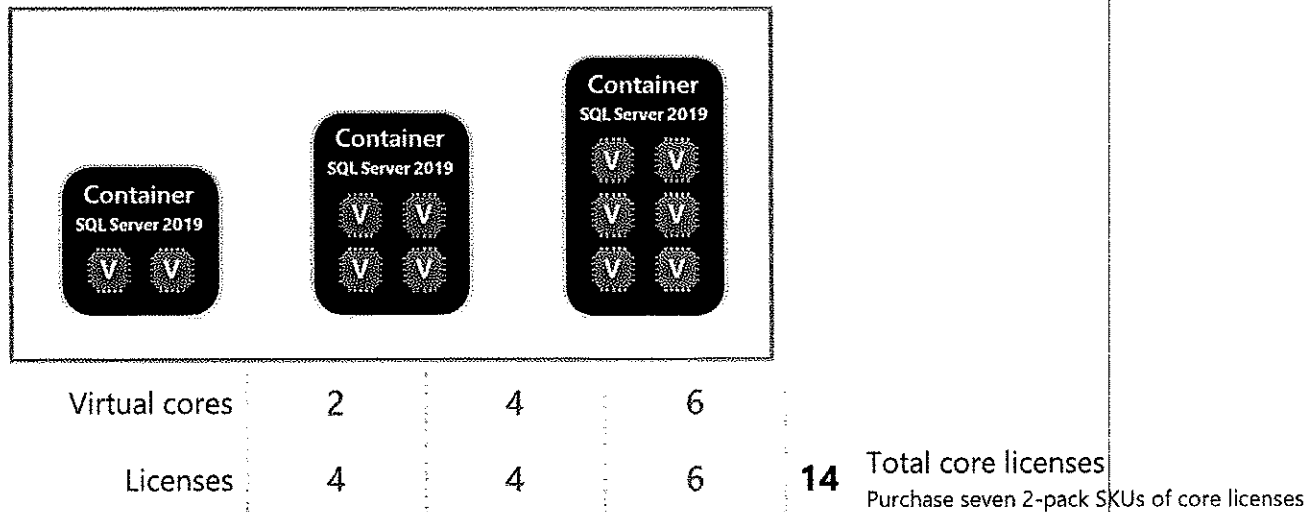 Container
SQL Server 2019
V V
Container
SQL Server 2019
V V
V V
Container
SQL Server 2019
V V
V V
V V
Virtual cores 2 4 6
Licenses 4 4 6 14 Total core licenses
Purchase seven 2-pack SKUs of core licenses